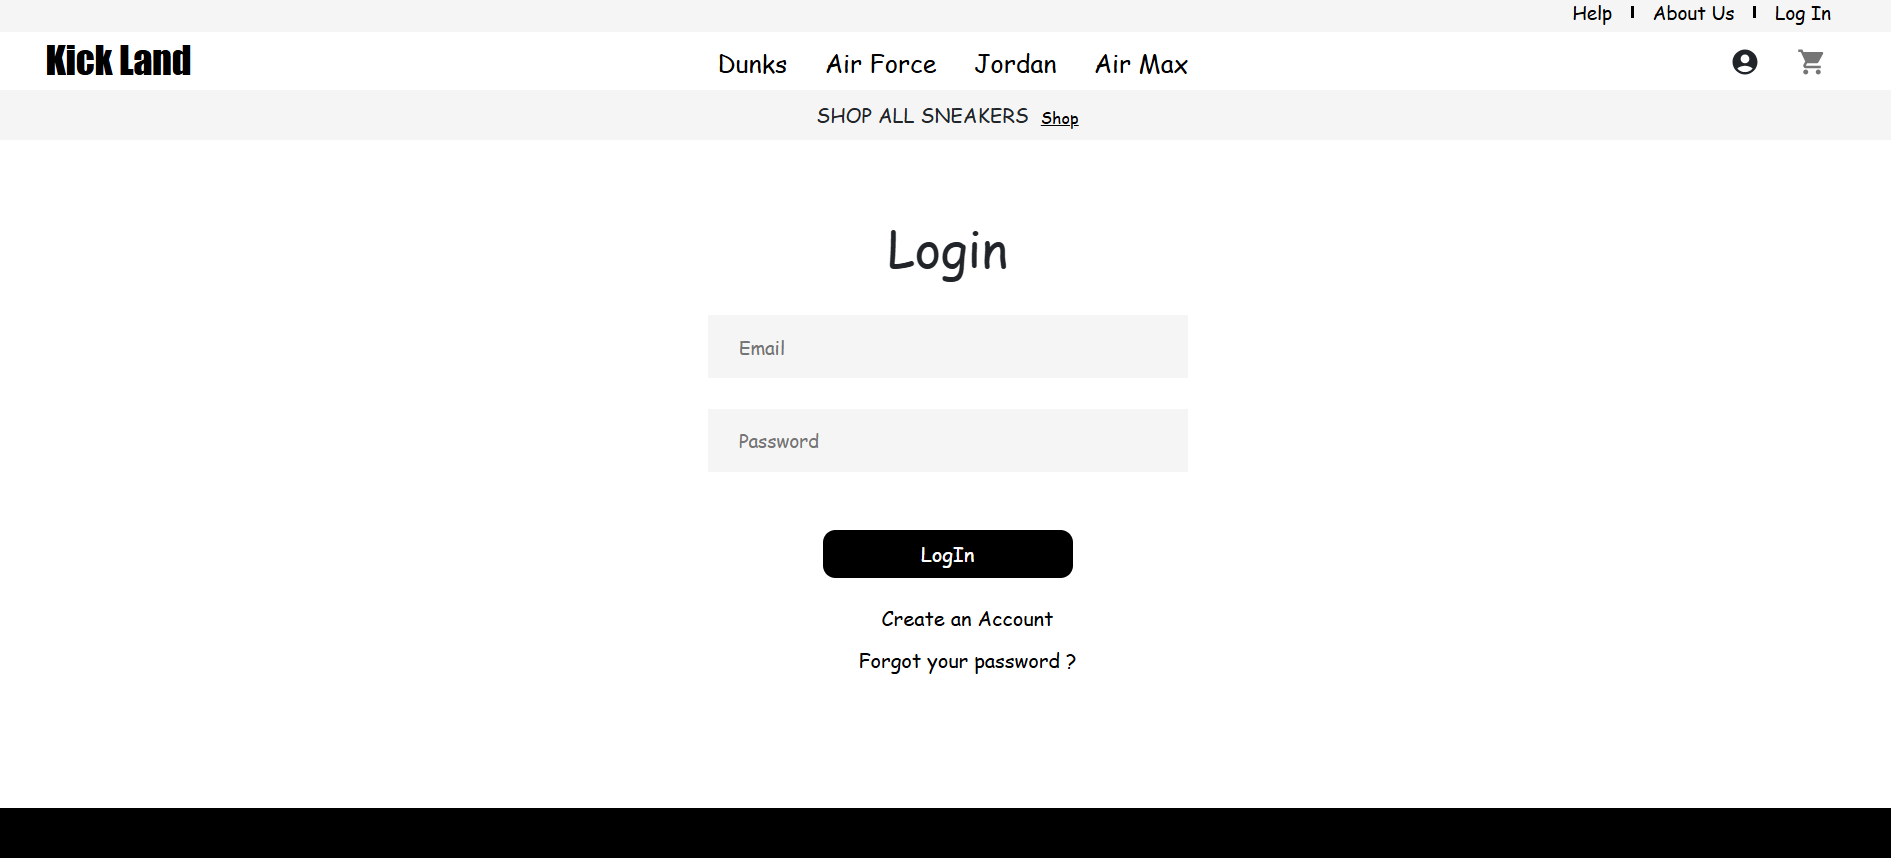 Help About Us Log In
Kick Land Dunks Air Force Jordan Air Max
SHOP ALL SNEAKERS Shop
Login
Email
Password
LogIn
Create an Account
Forgot your password ?